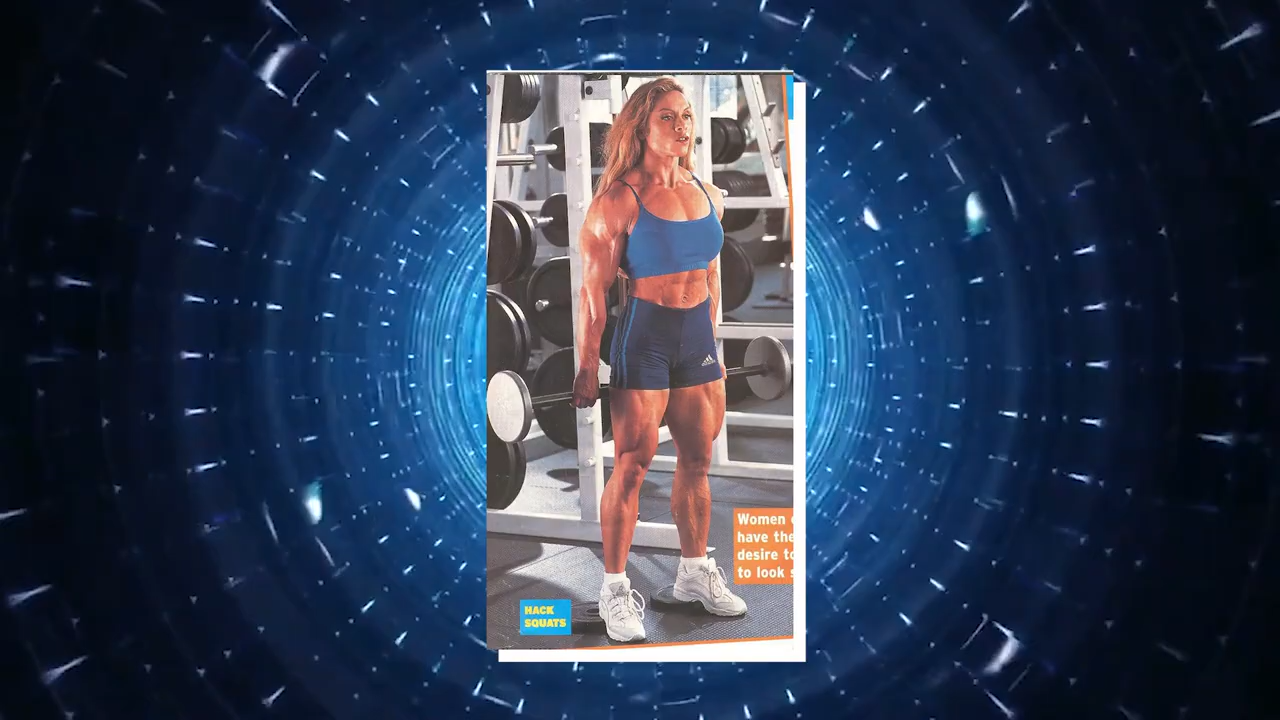 Women
have the
desire to
to look
HACK
SQUATS